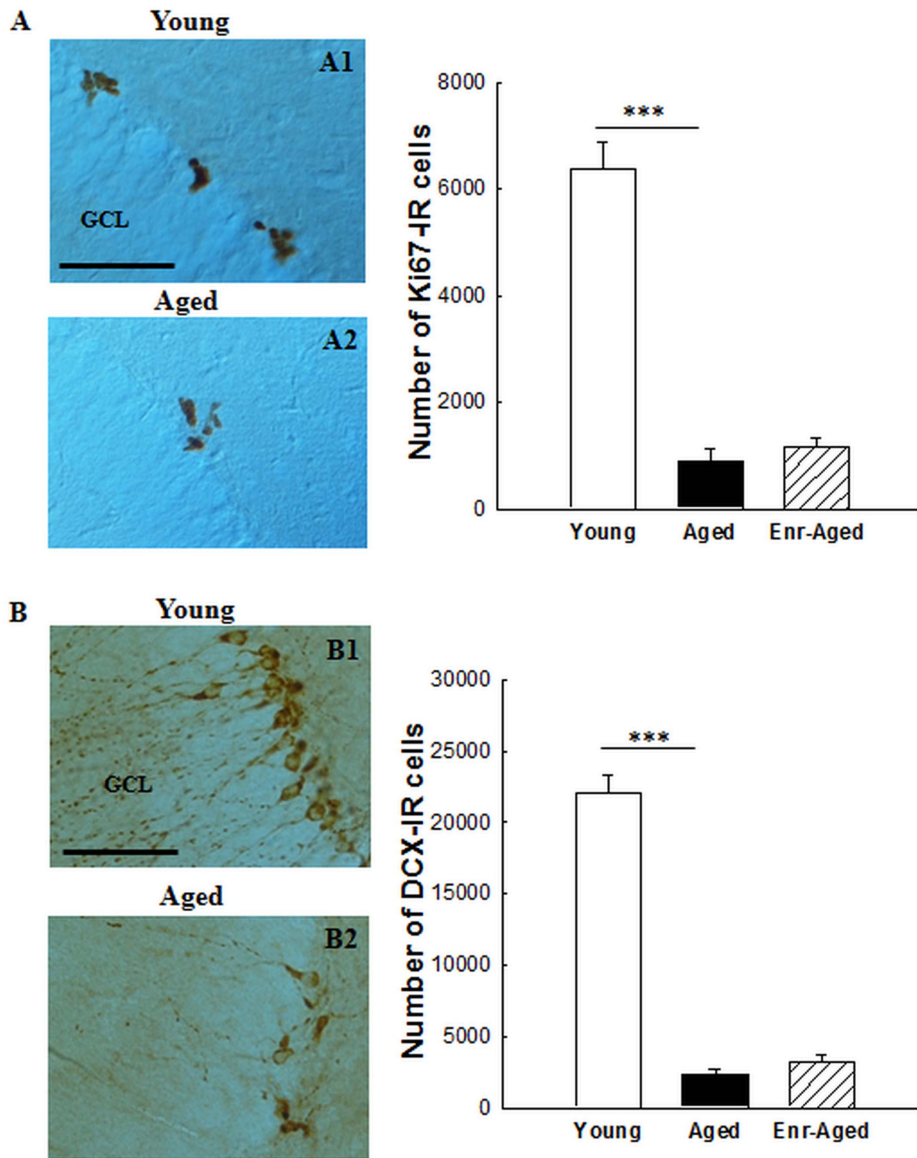 A
Young
A1
GCL
Aged
A2
Number of Ki67-IR cells
8000
6000
4000
2000
0
***
Young Aged Enr-Aged
B
Young
B1
GCL
Aged
B2
Number of DCX-IR cells
30000
25000
20000
15000
10000
5000
0
***
Young Aged Enr-Aged